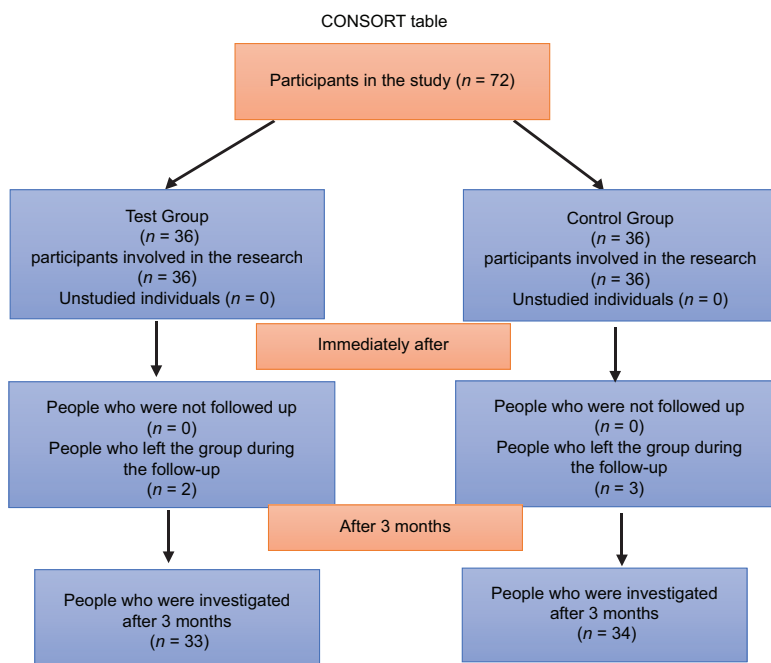 CONSORT table
Participants in the study (n = 72)
Test Group
(n = 36)
participants involved in the research
(n = 36)
Unstudied individuals (n = 0)
Control Group
(n = 36)
participants involved in the research
(n = 36)
Unstudied individuals (n = 0)
Immediately after
People who were not followed up
(n = 0)
People who left the group during
the follow-up
(n = 2)
People who were not followed up
(n = 0)
People who left the group during
the follow-up
(n = 3)
After 3 months
People who were investigated
after 3 months
(n = 33)
People who were investigated
after 3 months
(n = 34)